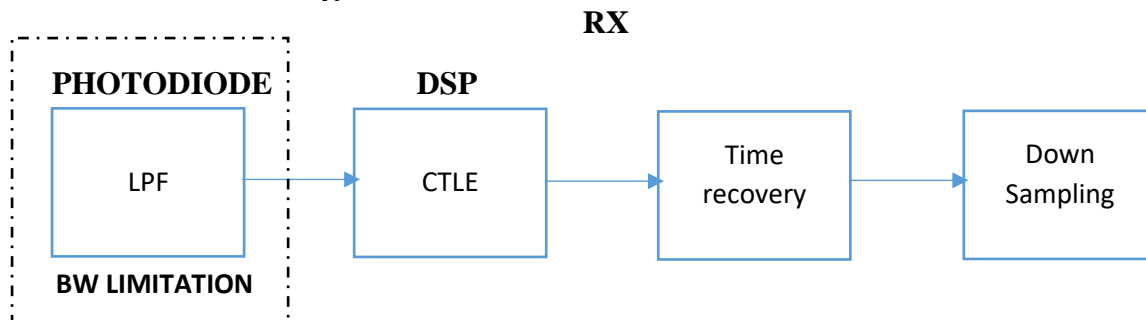 RX
PHOTODIODE
DSP
LPF
CTLE
Time
recovery
Down
Sampling
BW LIMITATION